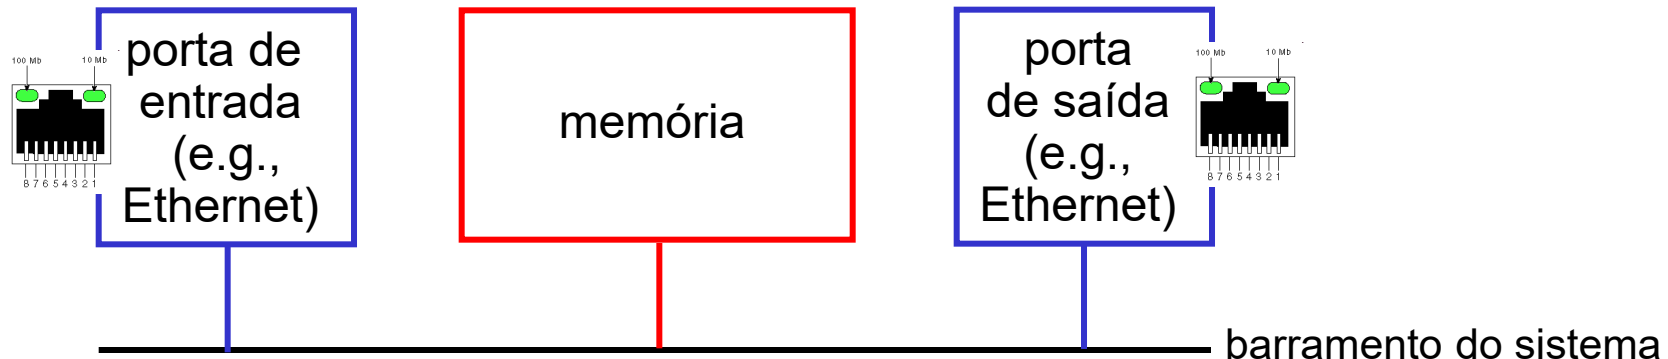 100 Mb
10 Mb
8 7 6 5 4 3 2 1
porta de
entrada
(e.g.,
Ethernet)
memória
porta
de saída
(e.g.,
Ethernet)
100 Mb
10 Mb
8 7 6 5 4 3 2 1
barramento do sistema